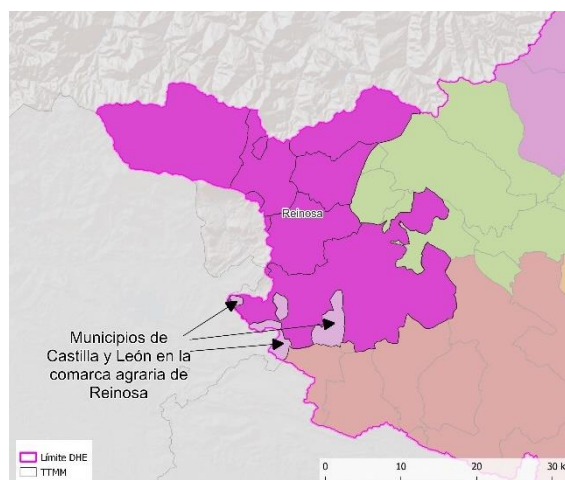 Reinosa
Municipios de
Castilla y León en la
comarca agraria de
Reinosa
Límite DHE
TTMM
0 10 20 30 k